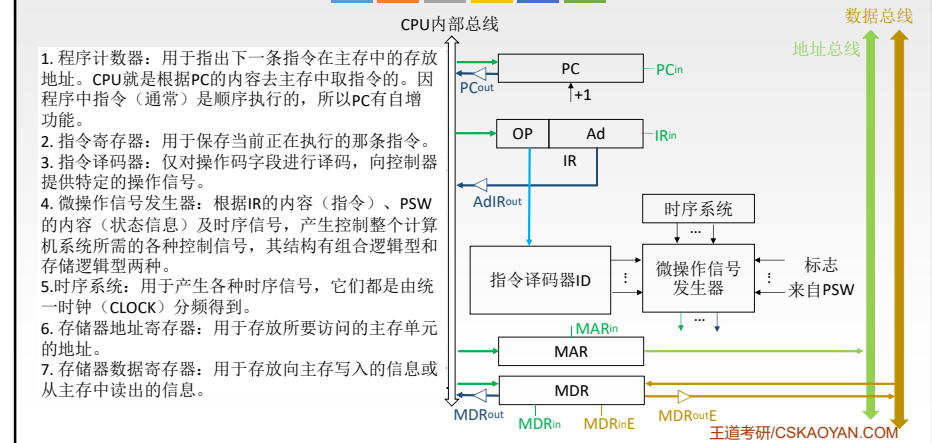 CPU内部总线
数据总线
地址总线
1. 程序计数器：用于指出下一条指令在主存中的存放
地址。CPU就是根据PC的内容去主存中取指令的。因
程序中指令（通常）是顺序执行的，所以PC有自增
功能。
2. 指令寄存器：用于保存当前正在执行的那条指令。
3. 指令译码器：仅对操作码字段进行译码，向控制器
提供特定的操作信号。
4. 微操作信号发生器：根据IR的内容（指令）、PSW
的内容（状态信息）及时序信号，产生控制整个计算
机系统所需的各种控制信号，其结构有组合逻辑型和
存储逻辑型两种。
5.时序系统：用于产生各种时序信号，它们都是由统
一时钟（CLOCK）分频得到。
6. 存储器地址寄存器：用于存放所要访问的主存单元
的地址。
7. 存储器数据寄存器：用于存放向主存写入的信息或
从主存中读出的信息。
PC
PCin
PCout
+1
OP
Ad
IRin
IR
AdIRout
时序系统
...
指令译码器ID
⋮
微操作信号
发生器
⋮
标志
来自PSW
...
MARin
MAR
MDR
MDRout
MDRin
MDRinE
MDRoutE
王道考研/CSKAOYAN.COM